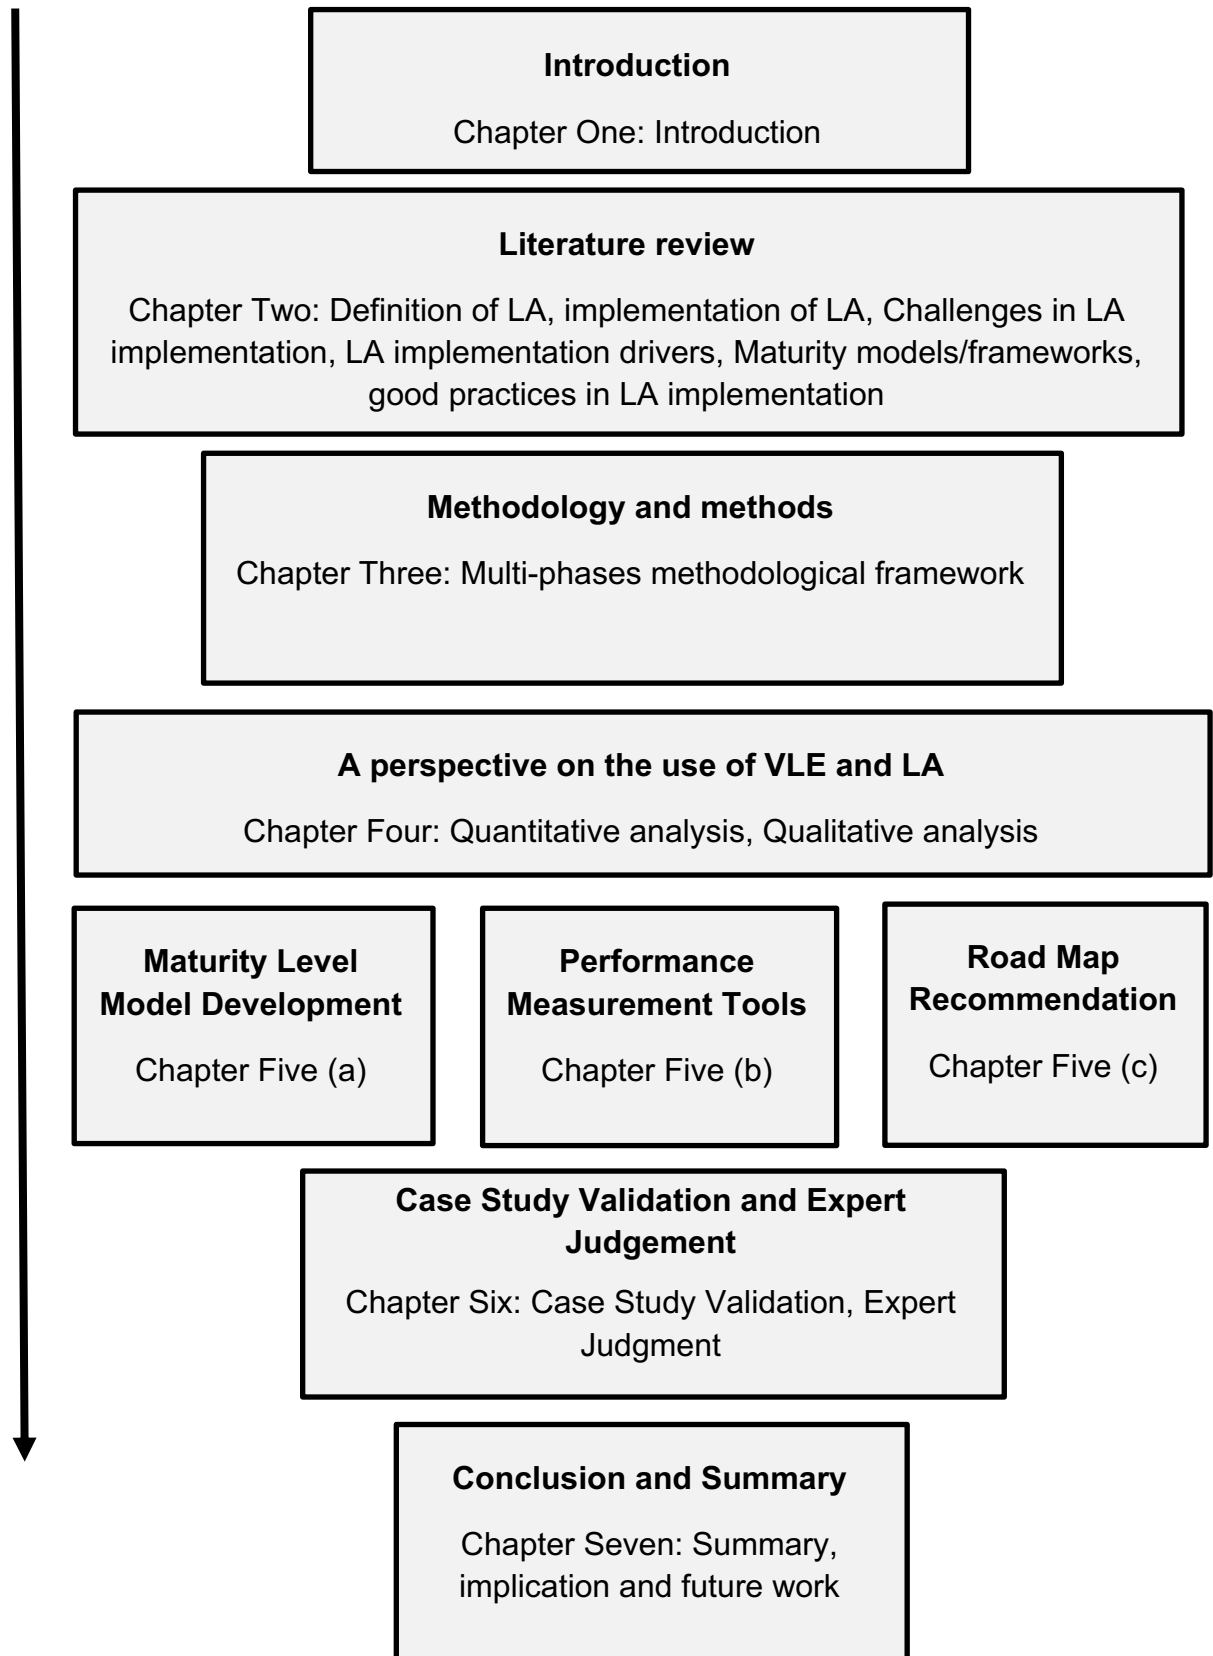 Introduction
Chapter One: Introduction
Literature review
Chapter Two: Definition of LA, implementation of LA, Challenges in LA
implementation, LA implementation drivers, Maturity models/frameworks,
good practices in LA implementation
Methodology and methods
Chapter Three: Multi-phases methodological framework
A perspective on the use of VLE and LA
Chapter Four: Quantitative analysis, Qualitative analysis
Maturity Level
Model Development
Chapter Five (a)
Performance
Measurement Tools
Chapter Five (b)
Road Map
Recommendation
Chapter Five (c)
Case Study Validation and Expert
Judgement
Chapter Six: Case Study Validation, Expert
Judgment
Conclusion and Summary
Chapter Seven: Summary,
implication and future work